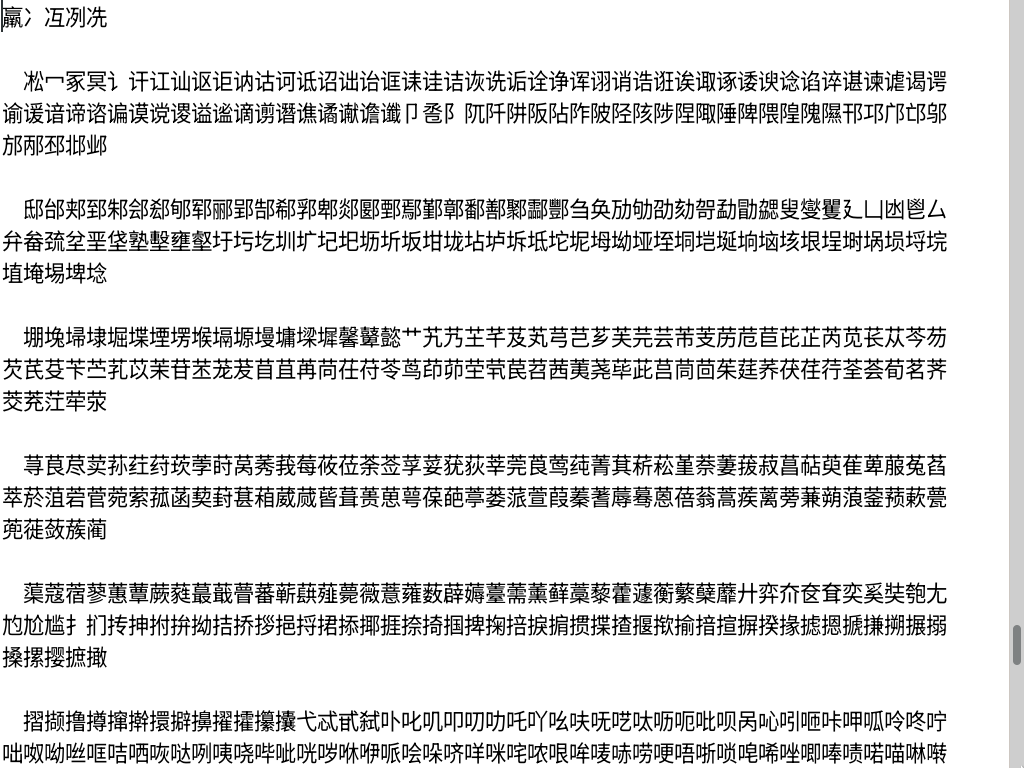 羸冫冱冽冼
凇冖冢冥讠讦讧讪讴讵讷诂诃诋诏诎诒诓诔诖诘诙诜诟诠诤诨诩诮诰诳诶诹诼诿谀谂谄谇谌谏谑谒谔
谕谖谙谛谘谝谟谠谡谥谧谪谫谮谯谲谳谵谶卩卺阝阢阡阱阪阽阼陂陉陔陟陧陬陲陴隈隍隗隰邗邛邝邙邬
邡邴邳邶邺
邸邰郏郅邾郐郄郇郓郦郢郜郗郛郫郯郾鄄鄢鄞鄣鄱鄯鄹酃酆刍奂劢劬劭劾哿勐勖勰叟燮矍廴凵凼鬯厶
弁畚巯坌垩垡塾墼壅壑圩圬圪圳圹圮圯坜圻坂坩垅坫垆坼坻坨坭坶坳垭垤垌垲埏垧垴垓垠埕埘埚埙埒垸
埴埯埸埤埝
堋堍埽埭堀堞堙塄堠塥塬墁墉墚墀馨鼙懿艹艽艿芏芊芨芄芎芑芗芙芫芸芾芰苈苊苣芘芷芮苋苌苁芩芴
芡芪芟苄苎芤苡茉苷苤茏茇苜苴苒苘茌苻苓茑茚茆茔茕苠苕茜荑荛荜茈莒茼茴茱莛荞茯荏荇荃荟荀茗荠
茭茺茳荦荥
荨茛荩荬荪荭荮莰荸莳莴莠莪莓莜莅荼莶莩荽莸荻莘莞莨莺莼菁萁菥菘堇萘萋菝菽菖萜萸萑萆菔菟萏
萃菸菹菪菅菀萦菰菡葜葑葚葙葳蒇蒈葺蒉葸萼葆葩葶蒌蒎萱葭蓁蓍蓐蓦蒽蓓蓊蒿蒺蓠蒡蒹蒴蒗蓥蓣蔌甍
蔸蓰蔹蔟蔺
蕖蔻蓿蓼蕙蕈蕨蕤蕞蕺瞢蕃蕲蕻薤薨薇薏蕹薮薜薅薹薷薰藓藁藜藿蘧蘅蘩蘖蘼廾弈夼奁耷奕奚奘匏尢
尥尬尴扌扪抟抻拊拚拗拮挢拶挹捋捃掭揶捱捺掎掴捭掬掊捩掮掼揲揸揠揿揄揞揎摒揆掾摅摁搋搛搠搌搦
搡摞撄摭撖
摺撷撸撙撺擀擐擗擤擢攉攥攮弋忒甙弑卟叱叽叩叨叻吒吖吆呋呒呓呔呖呃吡呗呙吣吲咂咔呷呱呤咚咛
咄呶呦咝哐咭哂咴哒咧咦哓哔呲咣哕咻咿哌哙哚哜咩咪咤哝哏哞唛哧唠哽唔哳唢唣唏唑唧唪啧喏喵啉啭